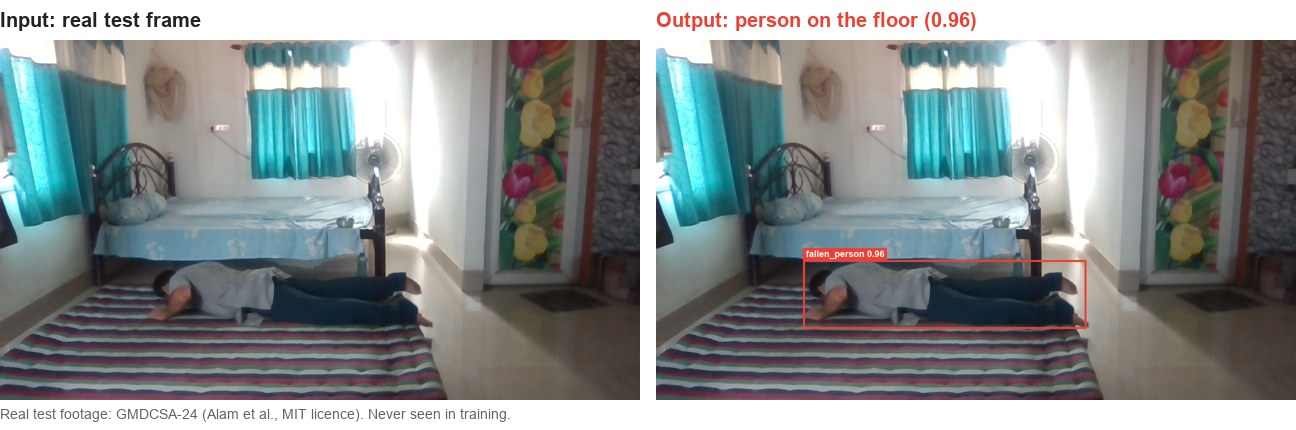 Input: real test frame
Output: person on the floor (0.96)
fallen_person 0.96
Real test footage: GMDCSA-24 (Alam et al., MIT licence). Never seen in training.